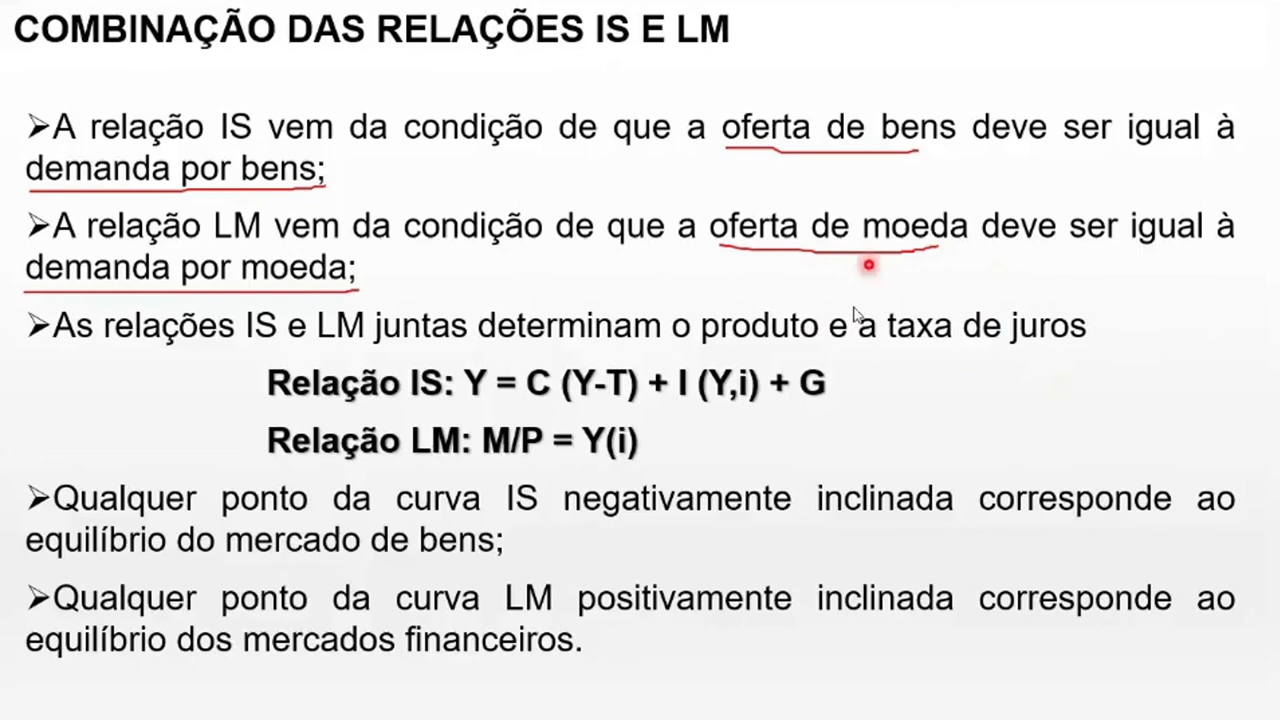 COMBINAÇÃO DAS RELAÇÕES IS E LM
➢A relação IS vem da condição de que a oferta de bens deve ser igual à
demanda por bens;
➢A relação LM vem da condição de que a oferta de moeda deve ser igual à
demanda por moeda;
➢As relações IS e LM juntas determinam o produto e a taxa de juros
Relação IS: Y = C (Y-T) + I (Y,i) + G
Relação LM: M/P = Y(i)
➢Qualquer ponto da curva IS negativamente inclinada corresponde ao
equilíbrio do mercado de bens;
➢Qualquer ponto da curva LM positivamente inclinada corresponde ao
equilíbrio dos mercados financeiros.